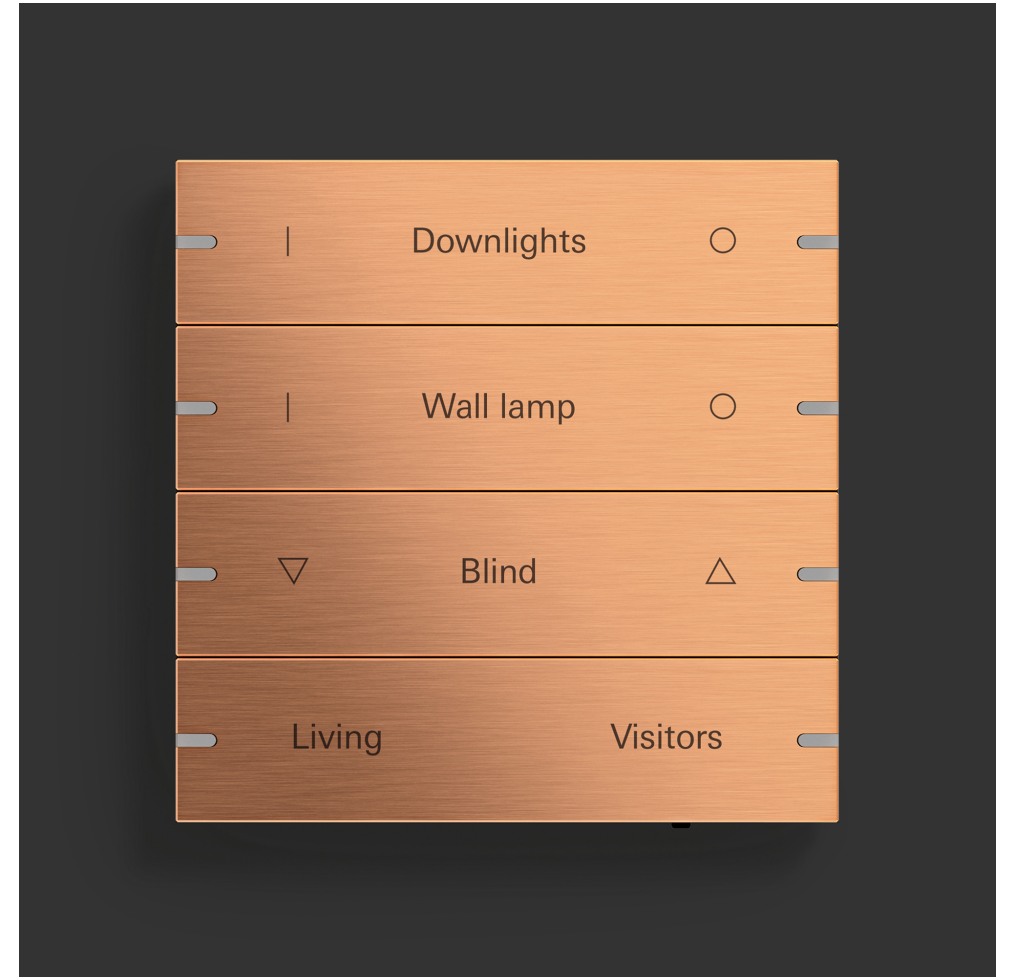 | Downlights ○
| Wall lamp ○
▽ Blind △
Living Visitors